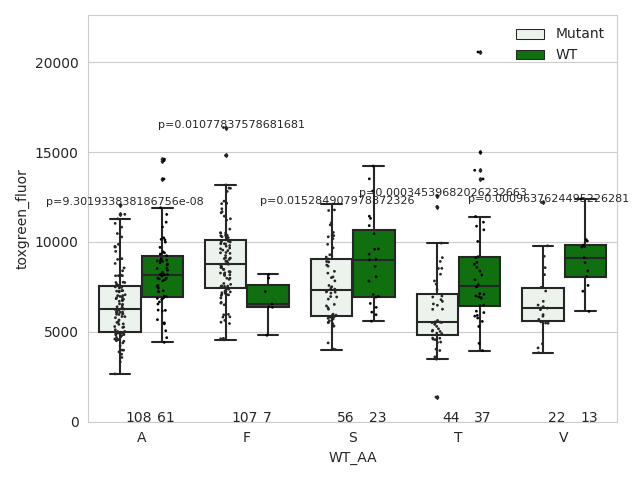 Mutant
WT
20000
15000
10000
5000
0
toxgreen_fluor
p=9.301933838186756e-08
p=0.01077837578681681
p=0.015284907978872326
p=0.00034539682026232663
p=0.0009637624495226281
108 61
107 7
56 23
44 37
22 13
A F S T V
WT_AA